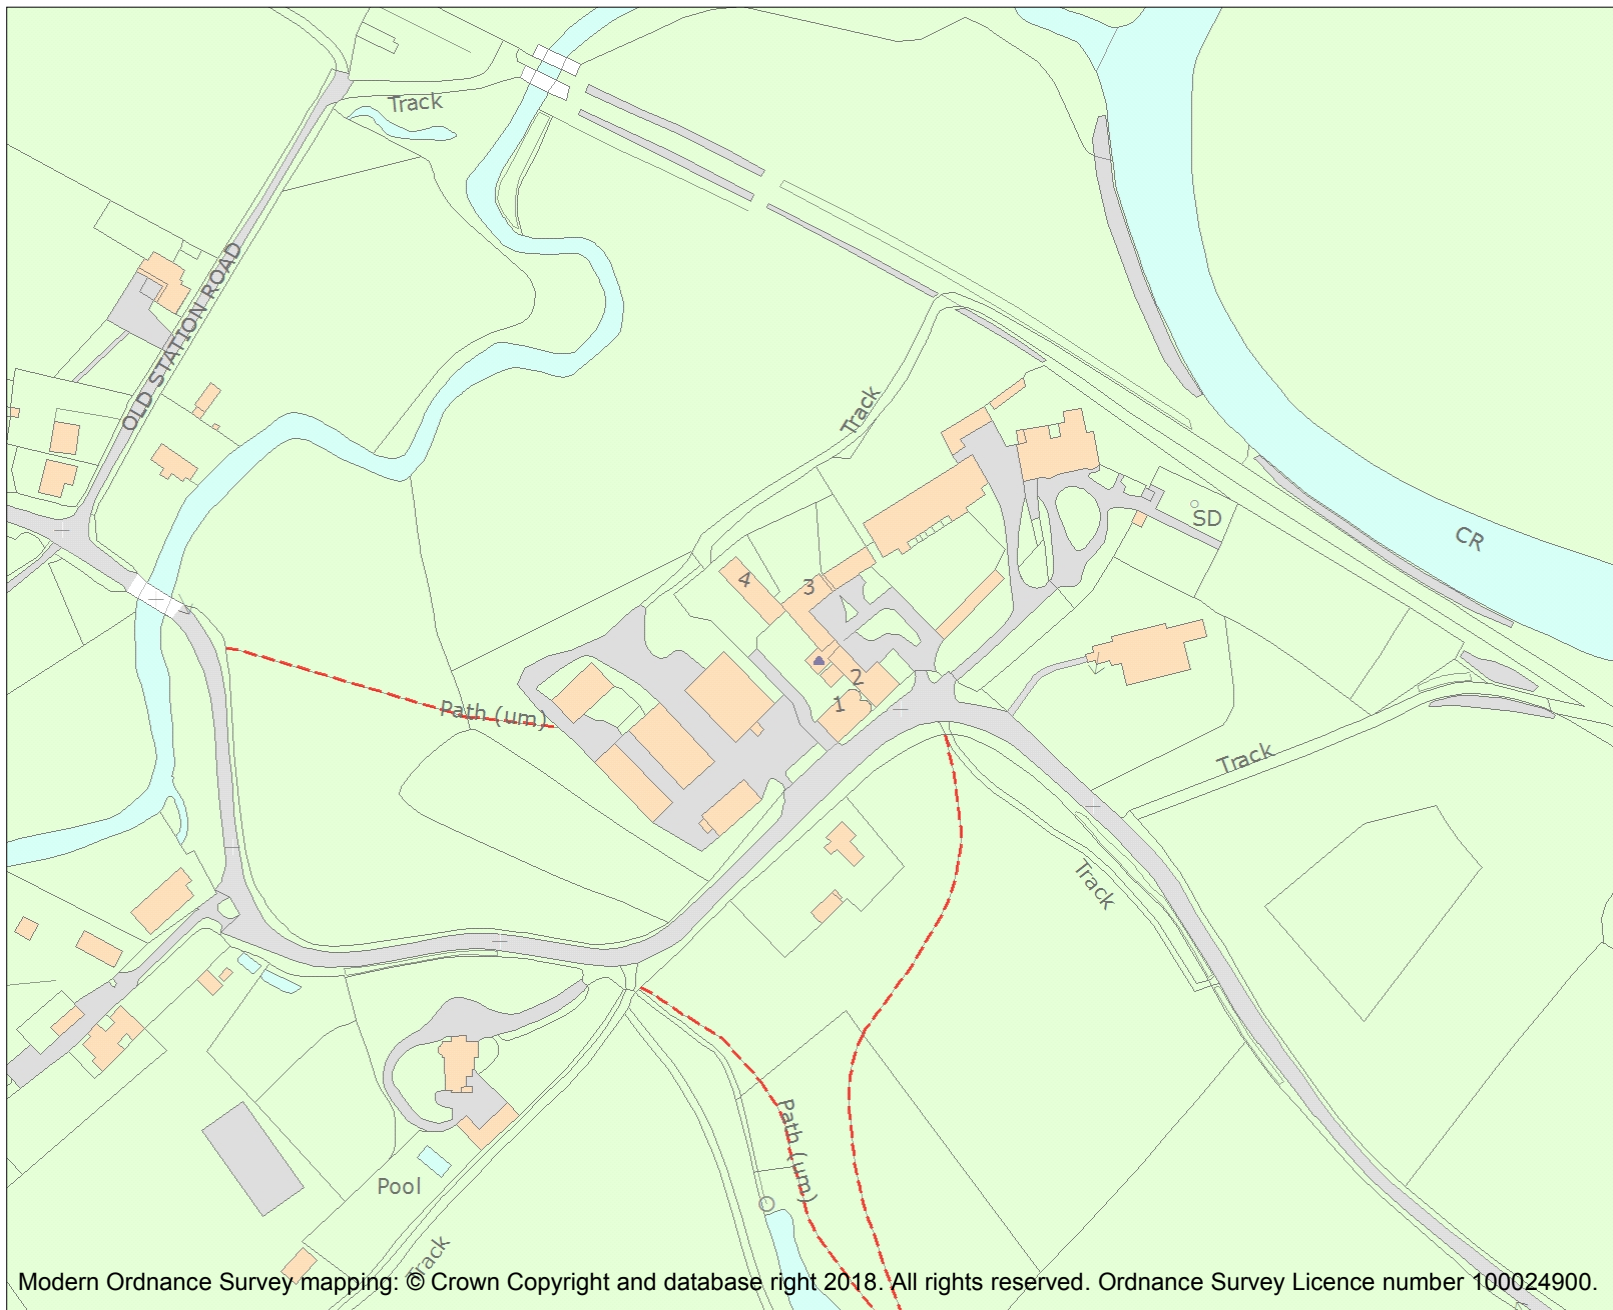 Track
OLD STATION ROAD
Track
SD
CR
4
3
2
1
Path (um)
Track
Track
Path (um)
Pool
Track
Modern Ordnance Survey mapping: © Crown Copyright and database right 2018. All rights reserved. Ordnance Survey Licence number 100024900.